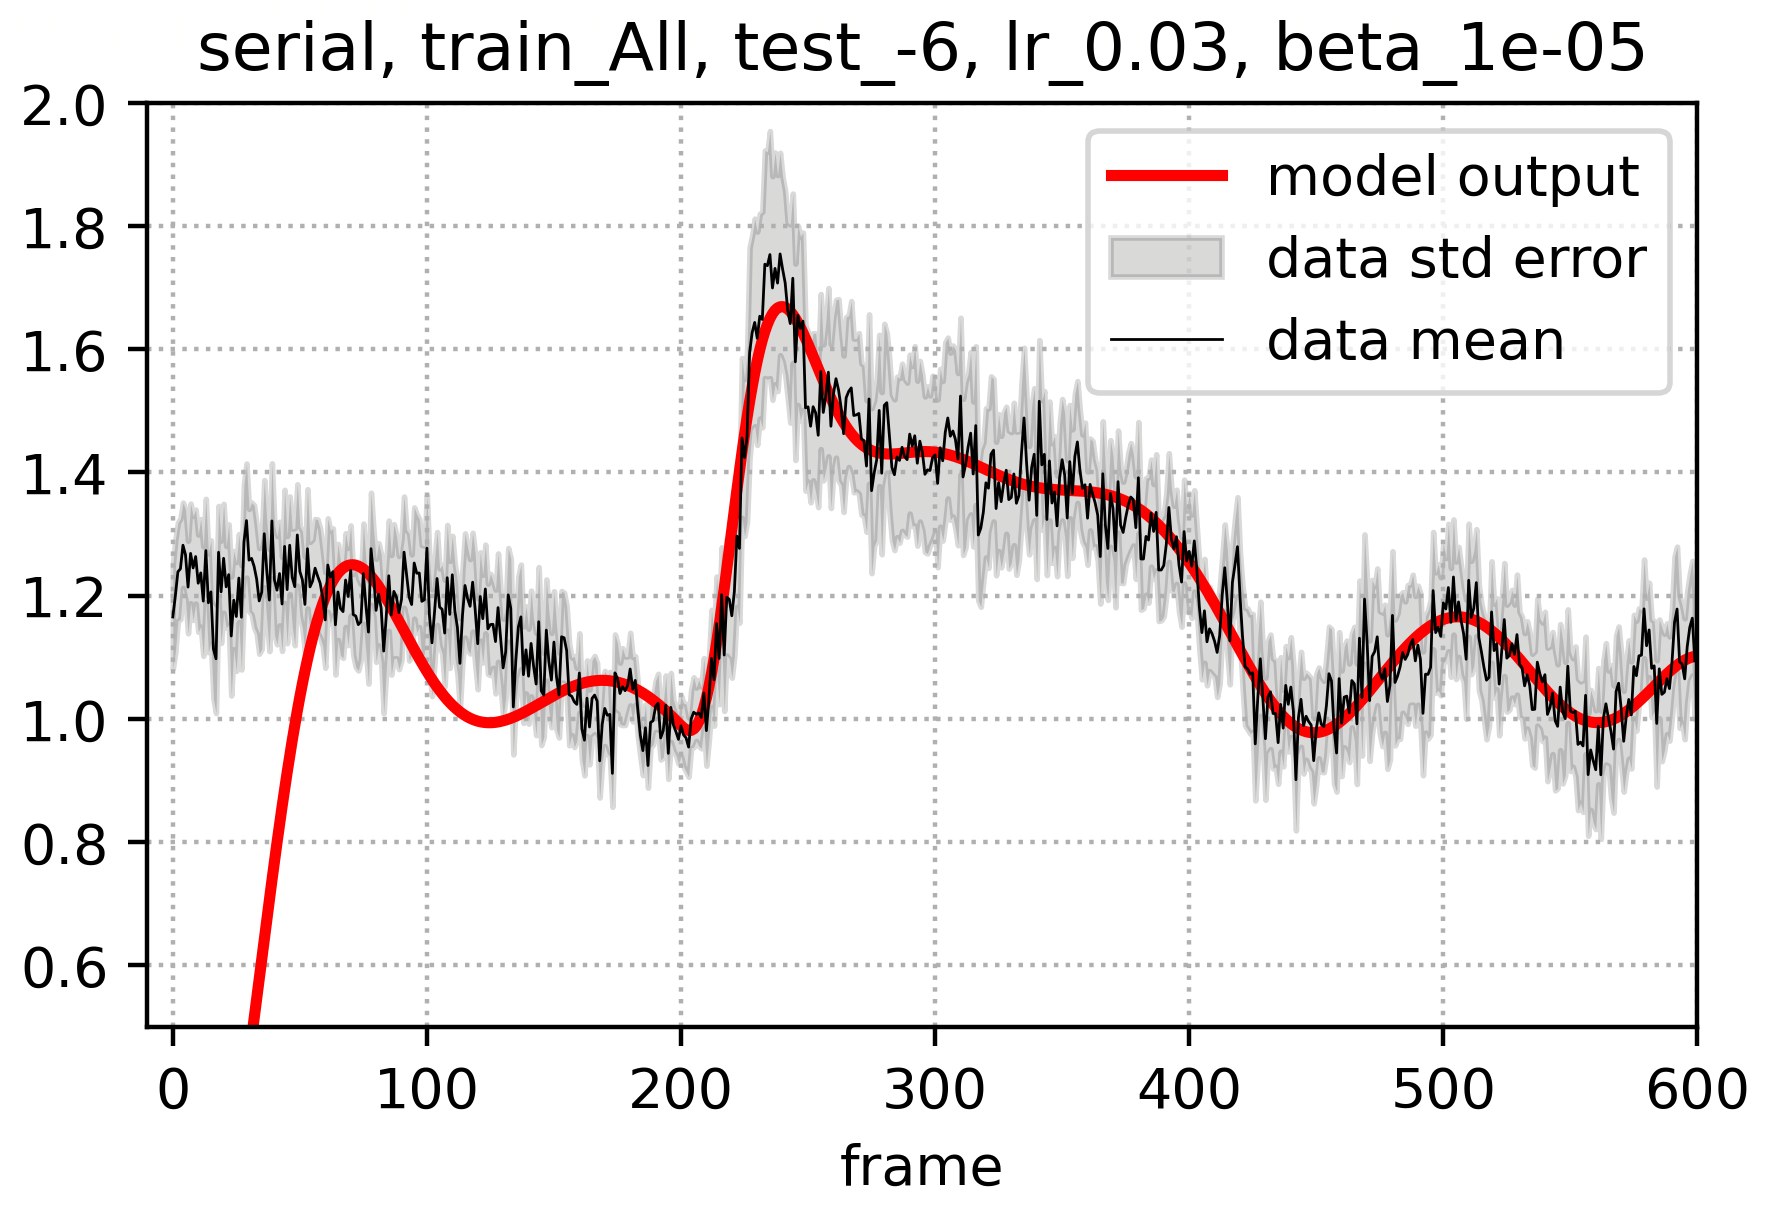 serial, train_All, test_-6, lr_0.03, beta_1e-05
2.0
1.8
1.6
1.4
1.2
1.0
0.8
0.6
model output
data std error
data mean
0 100 200 300 400 500 600
frame